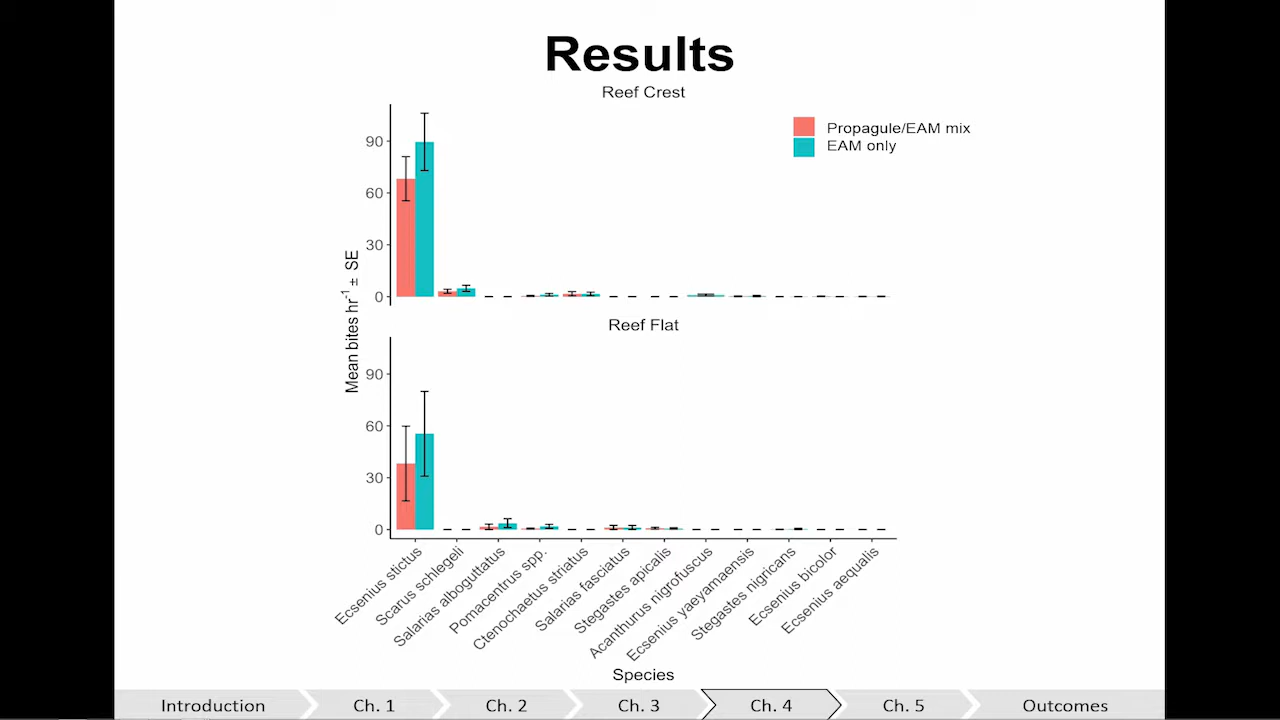 Results
Reef Crest
Propagule/EAM mix
EAM only
90
60
30
0
Mean bites hr-1 ± SE
Reef Flat
90
60
30
0
Ecsenius stictus
Scarus schlegeli
Salarias alboguttatus
Pomacentrus spp.
Ctenochaetus striatus
Salarias fasciatus
Stegastes apicalis
Acanthurus nigrofuscus
Ecsenius yaeyamaensis
Stegastes nigricans
Ecsenius bicolor
Ecsenius aequalis
Species
Introduction
Ch. 1
Ch. 2
Ch. 3
Ch. 4
Ch. 5
Outcomes